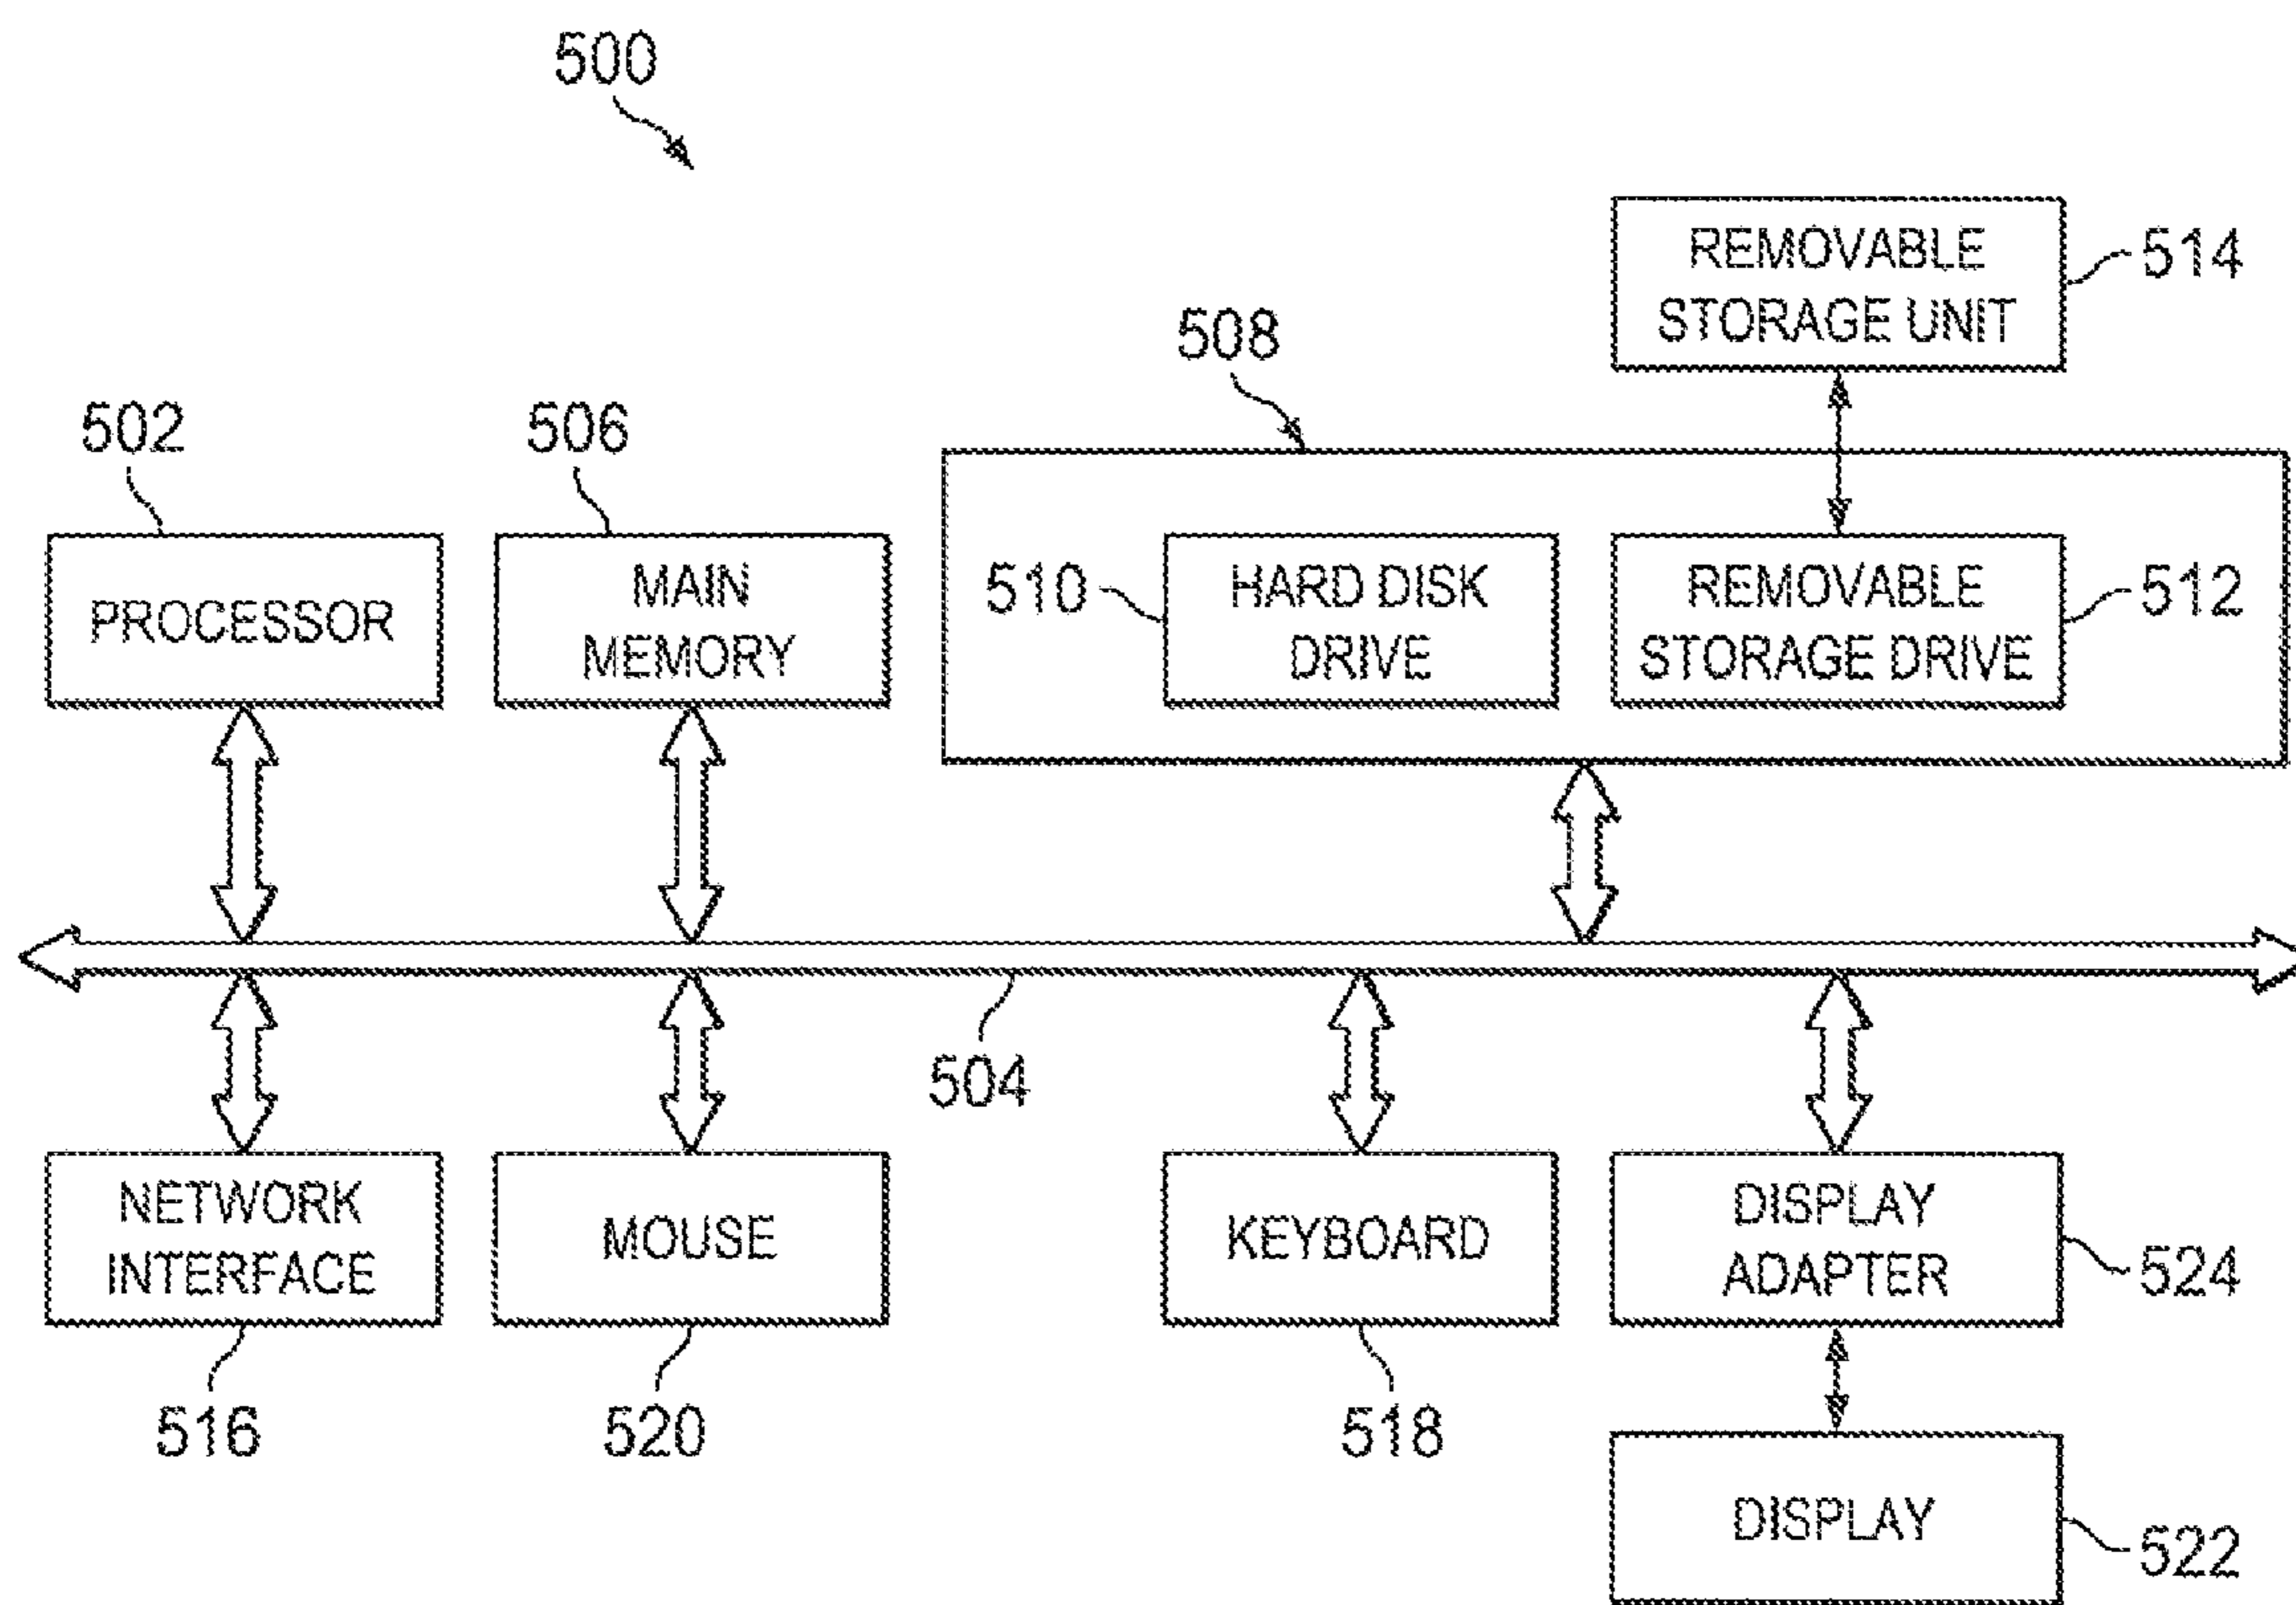 500
REMOVABLE
STORAGE UNIT
514
508
502
506
PROCESSOR
MAIN
MEMORY
510
HARD DISK
DRIVE
REMOVABLE
STORAGE DRIVE
512
504
NETWORK
INTERFACE
MOUSE
KEYBOARD
DISPLAY
ADAPTER
524
516
520
518
DISPLAY
522